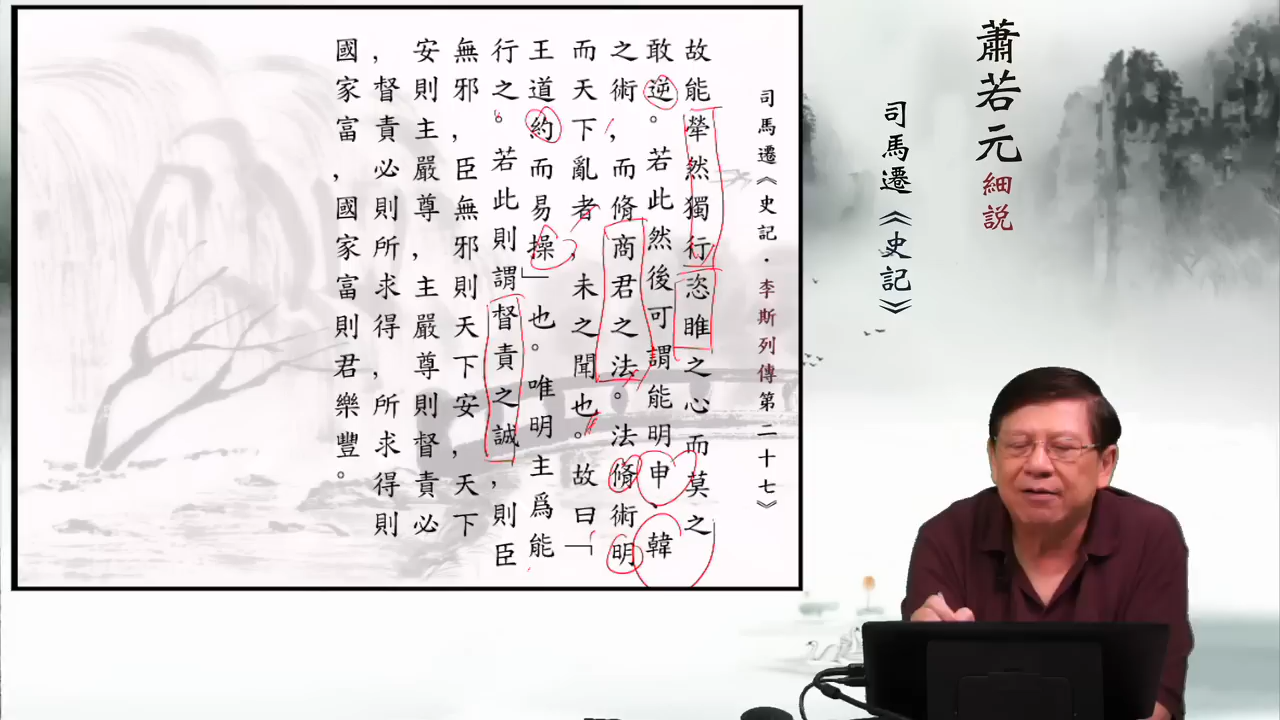 蕭若元細説
司馬遷《史記》
司馬遷《史記．李斯列傳第二十七》
故能犖然獨行恣睢之心而莫之
敢逆。若此然後可謂能明申、韓
之術，而脩商君之法。法脩術明
而天下亂者，未之聞也。故曰「
王道約而易操」也。唯明主爲能
行之。若此則謂督責之誠，則臣
無邪，臣無邪則天下安，天下
安則主嚴尊，主嚴尊則督責必
，督責必則所求得，所求得則
國家富，國家富則君樂豐。